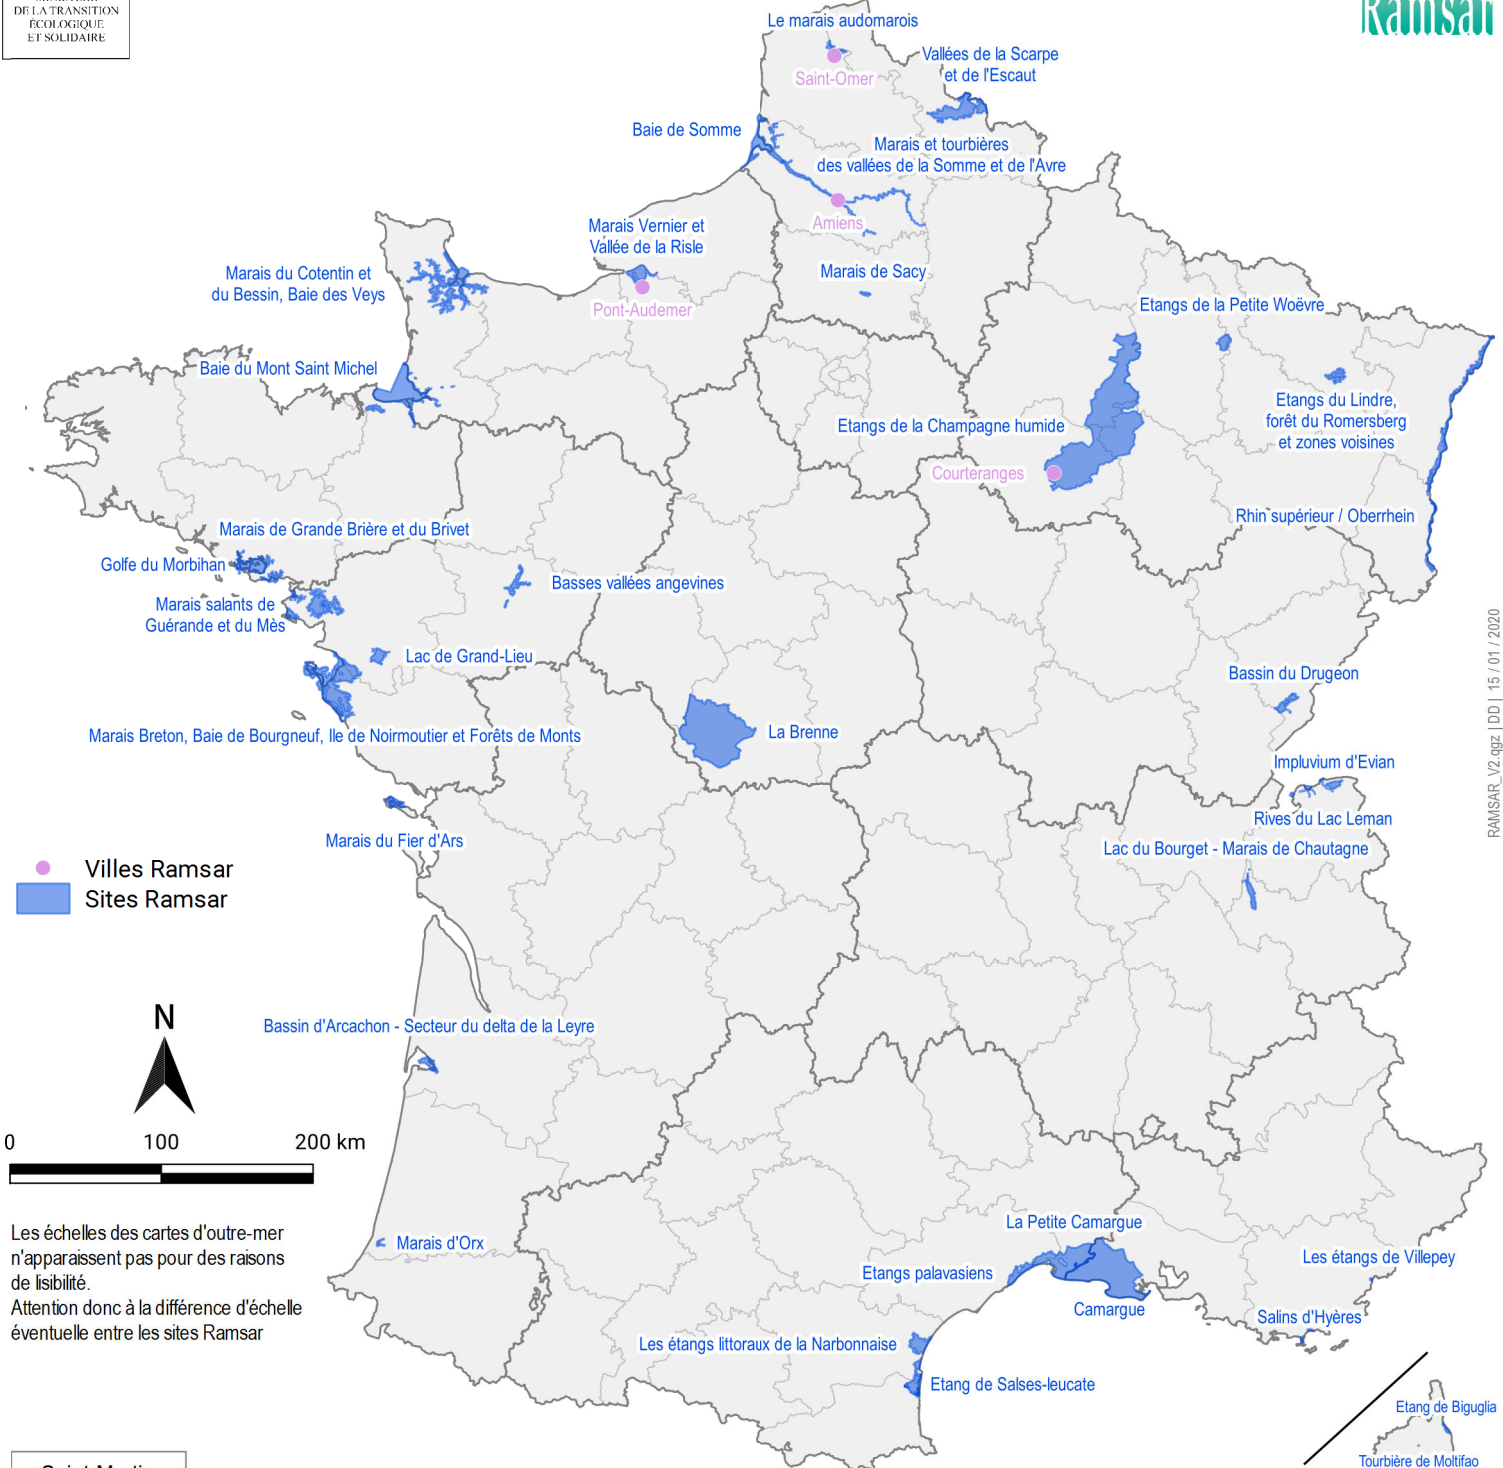 DE LA TRANSITION
ÉCOLOGIQUE
ET SOLIDAIRE
Ramsar
Le marais audomarois
Saint-Omer
Vallées de la Scarpe
et de l'Escaut
Baie de Somme
Marais et tourbières
des vallées de la Somme et de l'Avre
Amiens
Marais Vernier et
Vallée de la Risle
Pont-Audemer
Marais de Sacy
Marais du Cotentin et
du Bessin, Baie des Veys
Etangs de la Petite Woëvre
Baie du Mont Saint Michel
Etangs du Lindre,
forêt du Romersberg
et zones voisines
Etangs de la Champagne humide
Courteranges
Rhin supérieur / Oberrhein
Marais de Grande Brière et du Brivet
Golfe du Morbihan
Basses vallées angevines
Marais salants de
Guérande et du Mès
Lac de Grand-Lieu
Bassin du Drugeon
Marais Breton, Baie de Bourgneuf, Ile de Noirmoutier et Forêts de Monts
La Brenne
Impluvium d'Evian
Rives du Lac Leman
Marais du Fier d'Ars
Lac du Bourget - Marais de Chautagne
RAMSAR_V2.qgz | DD | 15 / 01 / 2020
Villes Ramsar
Sites Ramsar
N
Bassin d'Arcachon - Secteur du delta de la Leyre
0 100 200 km
Les échelles des cartes d'outre-mer
n'apparaissent pas pour des raisons
de lisibilité.
Attention donc à la différence d'échelle
éventuelle entre les sites Ramsar
Marais d'Orx
La Petite Camargue
Etangs palavasiens
Camargue
Les étangs de Villepey
Salins d'Hyères
Les étangs littoraux de la Narbonnaise
Etang de Salses-leucate
Etang de Biguglia
Tourbière de Moltifao